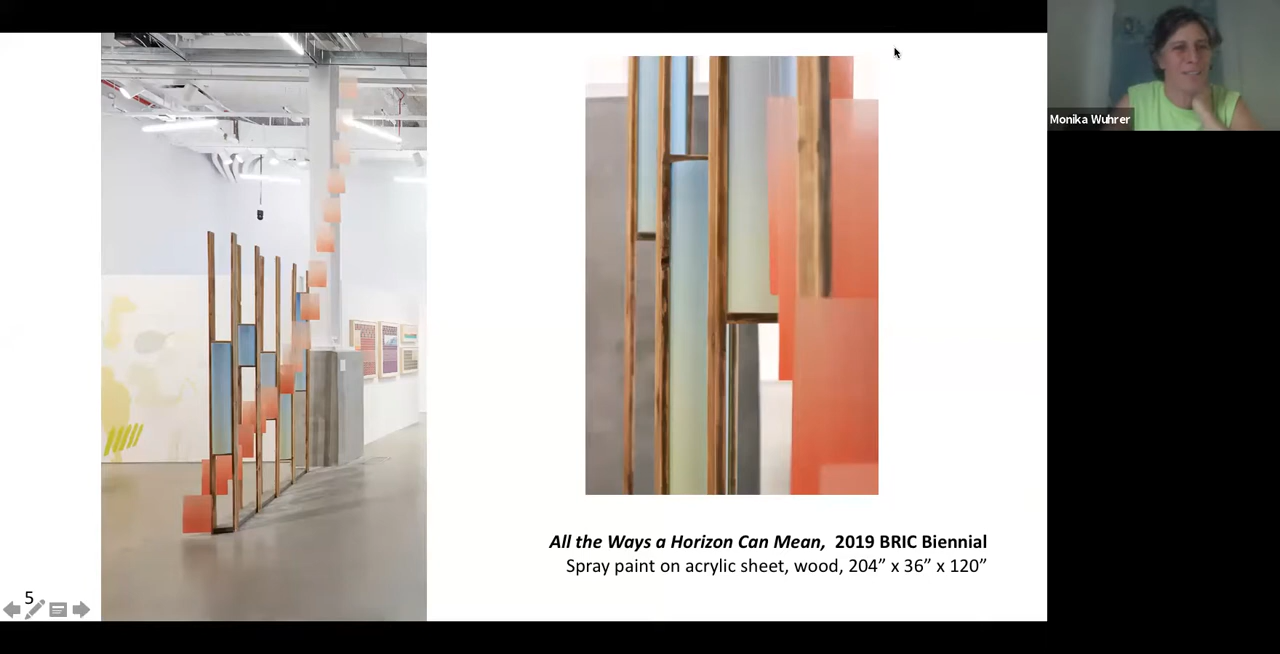 Monika Wuhrer
All the Ways a Horizon Can Mean, 2019 BRIC Biennial
Spray paint on acrylic sheet, wood, 204” x 36” x 120”
5